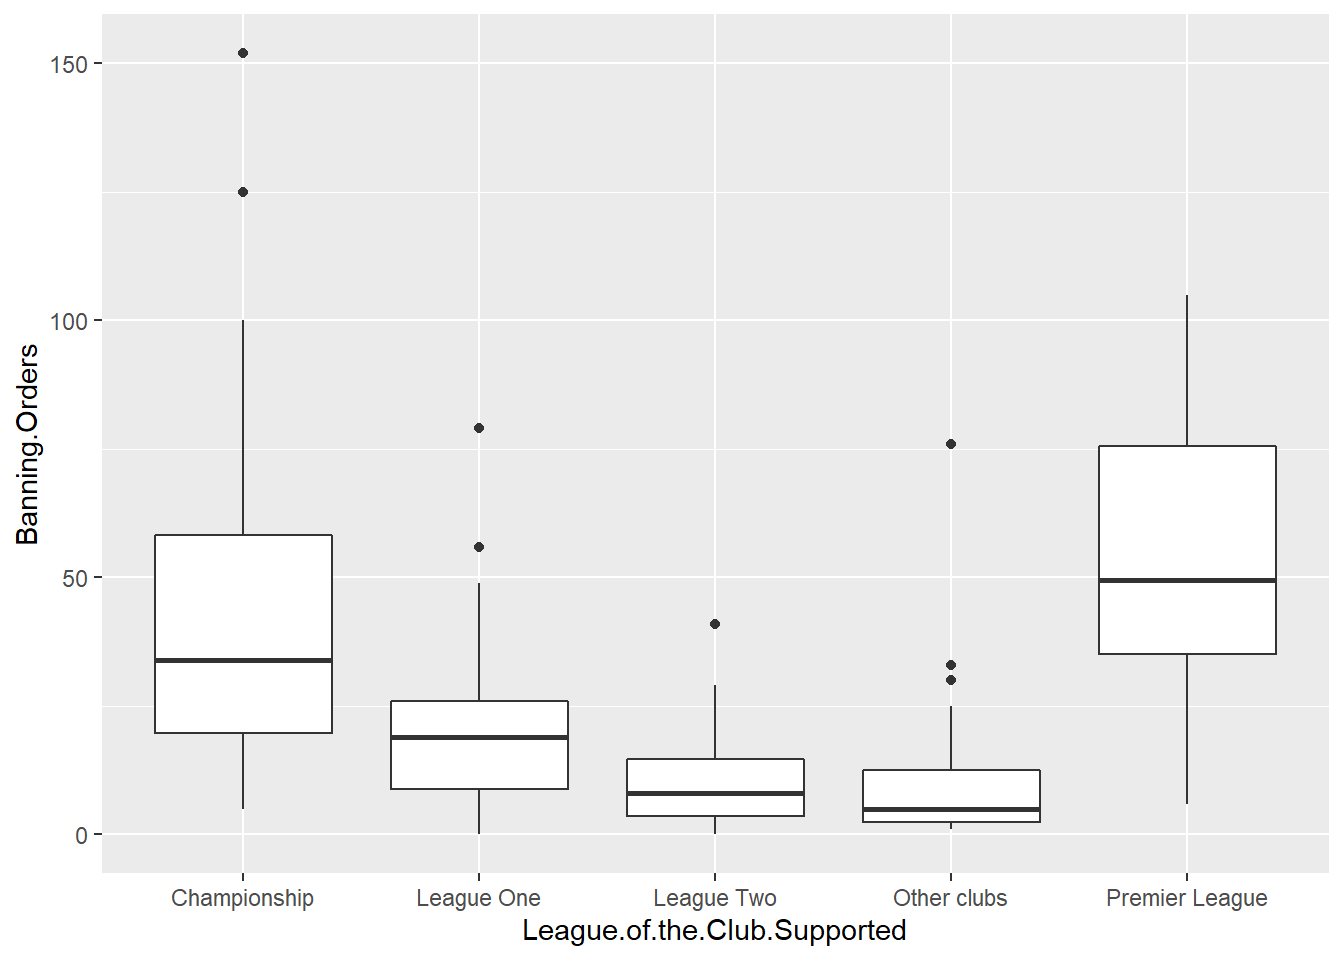 150
100
50
0
Banning.Orders
Championship
League One
League Two
Other clubs
Premier League
League.of.the.Club.Supported